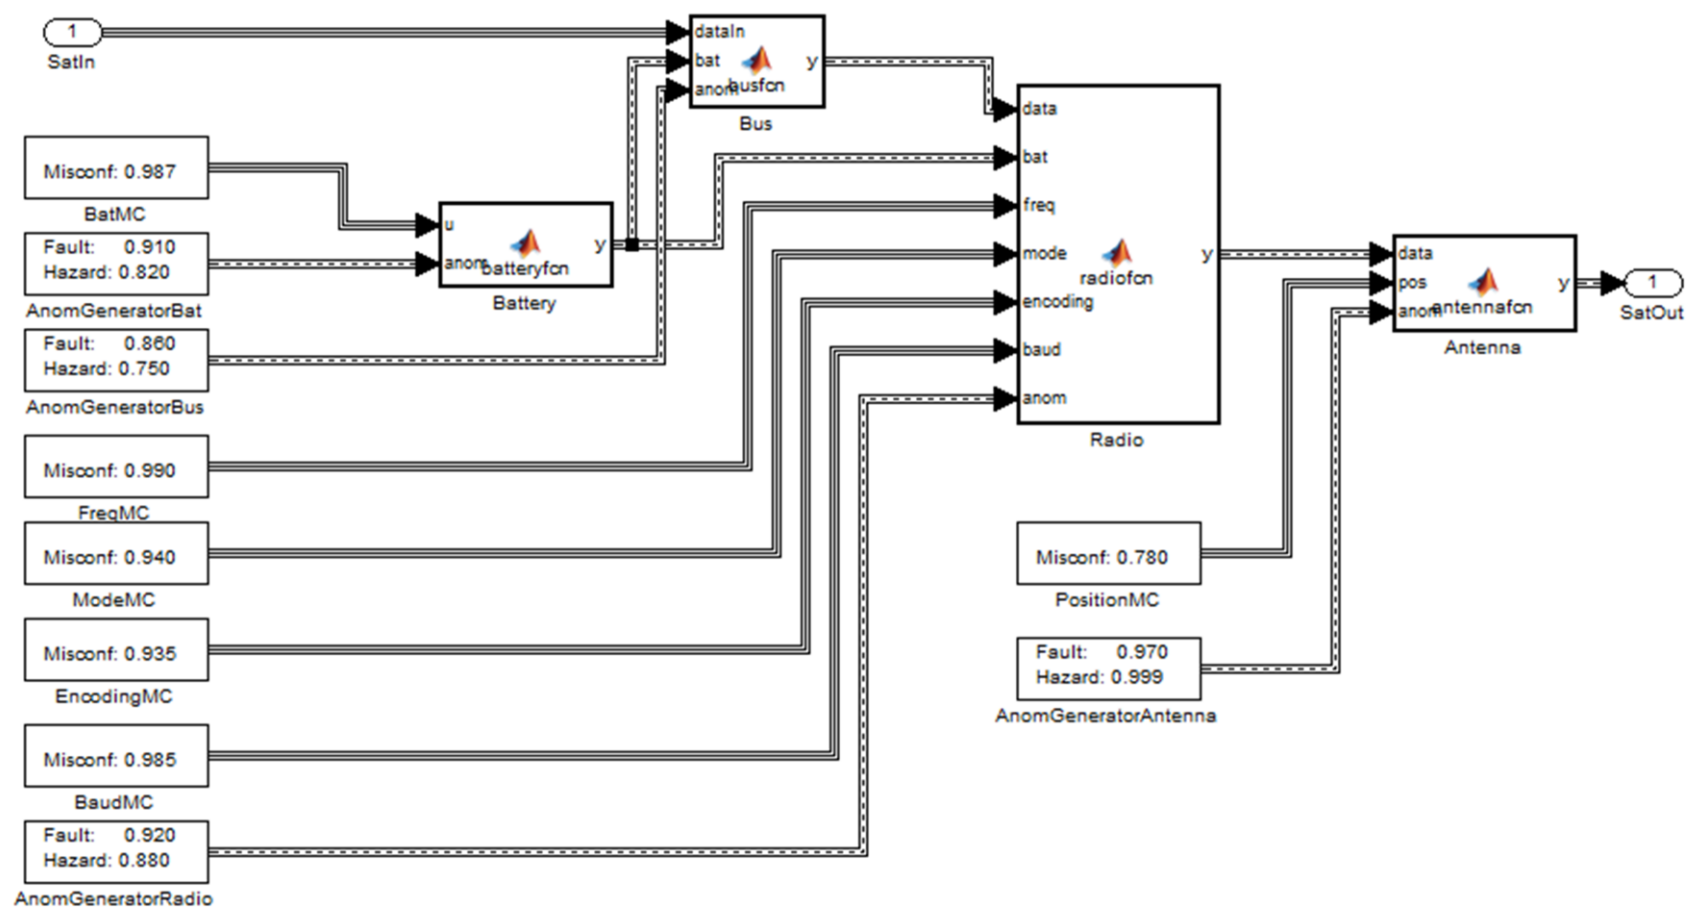 1
SatIn
dataIn
bat
anom
busfcn
y
Bus
Misconf: 0.987
BatMC
Fault: 0.910
Hazard: 0.820
AnomGeneratorBat
u
anom
batteryfcn
y
Battery
Fault: 0.860
Hazard: 0.750
AnomGeneratorBus
Misconf: 0.990
FreqMC
Misconf: 0.940
ModeMC
Misconf: 0.935
EncodingMC
Misconf: 0.985
BaudMC
Fault: 0.920
Hazard: 0.880
AnomGeneratorRadio
data
bat
freq
mode
encoding
baud
anom
radiofcn
y
Radio
Misconf: 0.780
PositionMC
Fault: 0.970
Hazard: 0.999
AnomGeneratorAntenna
data
pos
anom
antennafcn
y
Antenna
1
SatOut